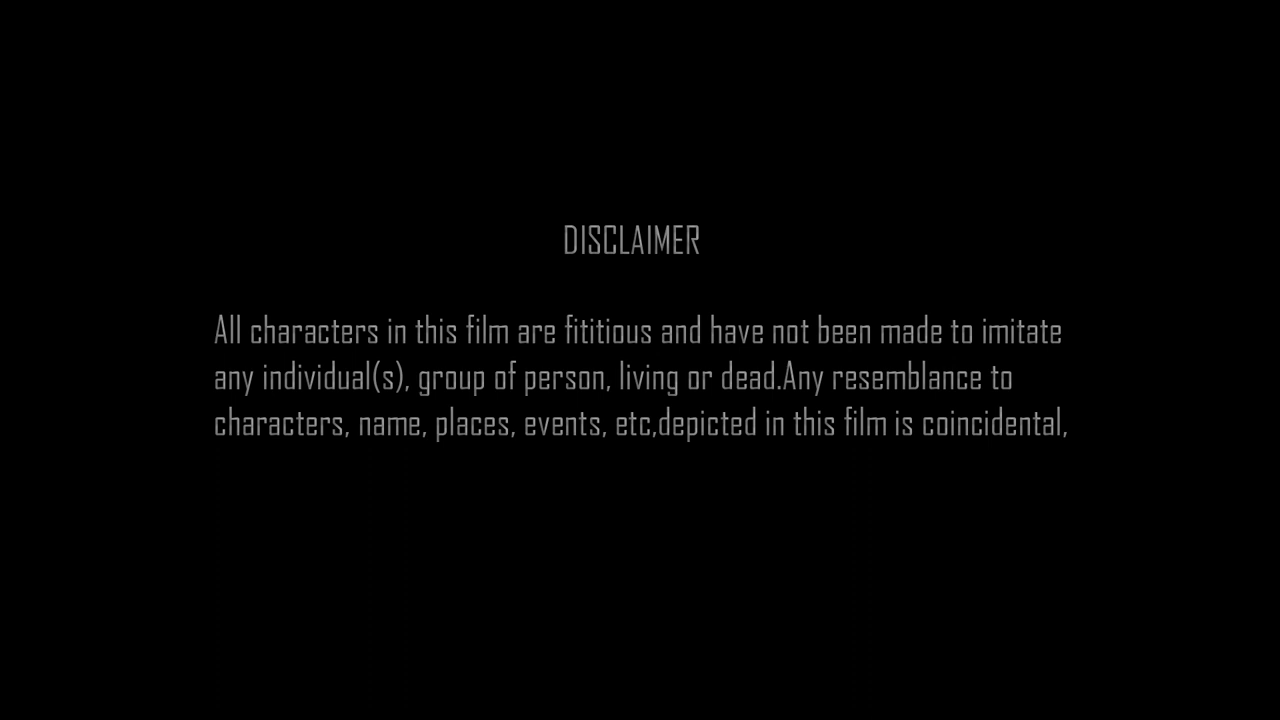 DISCLAIMER
All characters in this film are fititious and have not been made to imitate
any individual(s), group of person, living or dead.Any resemblance to
characters, name, places, events, etc,depicted in this film is coincidental,